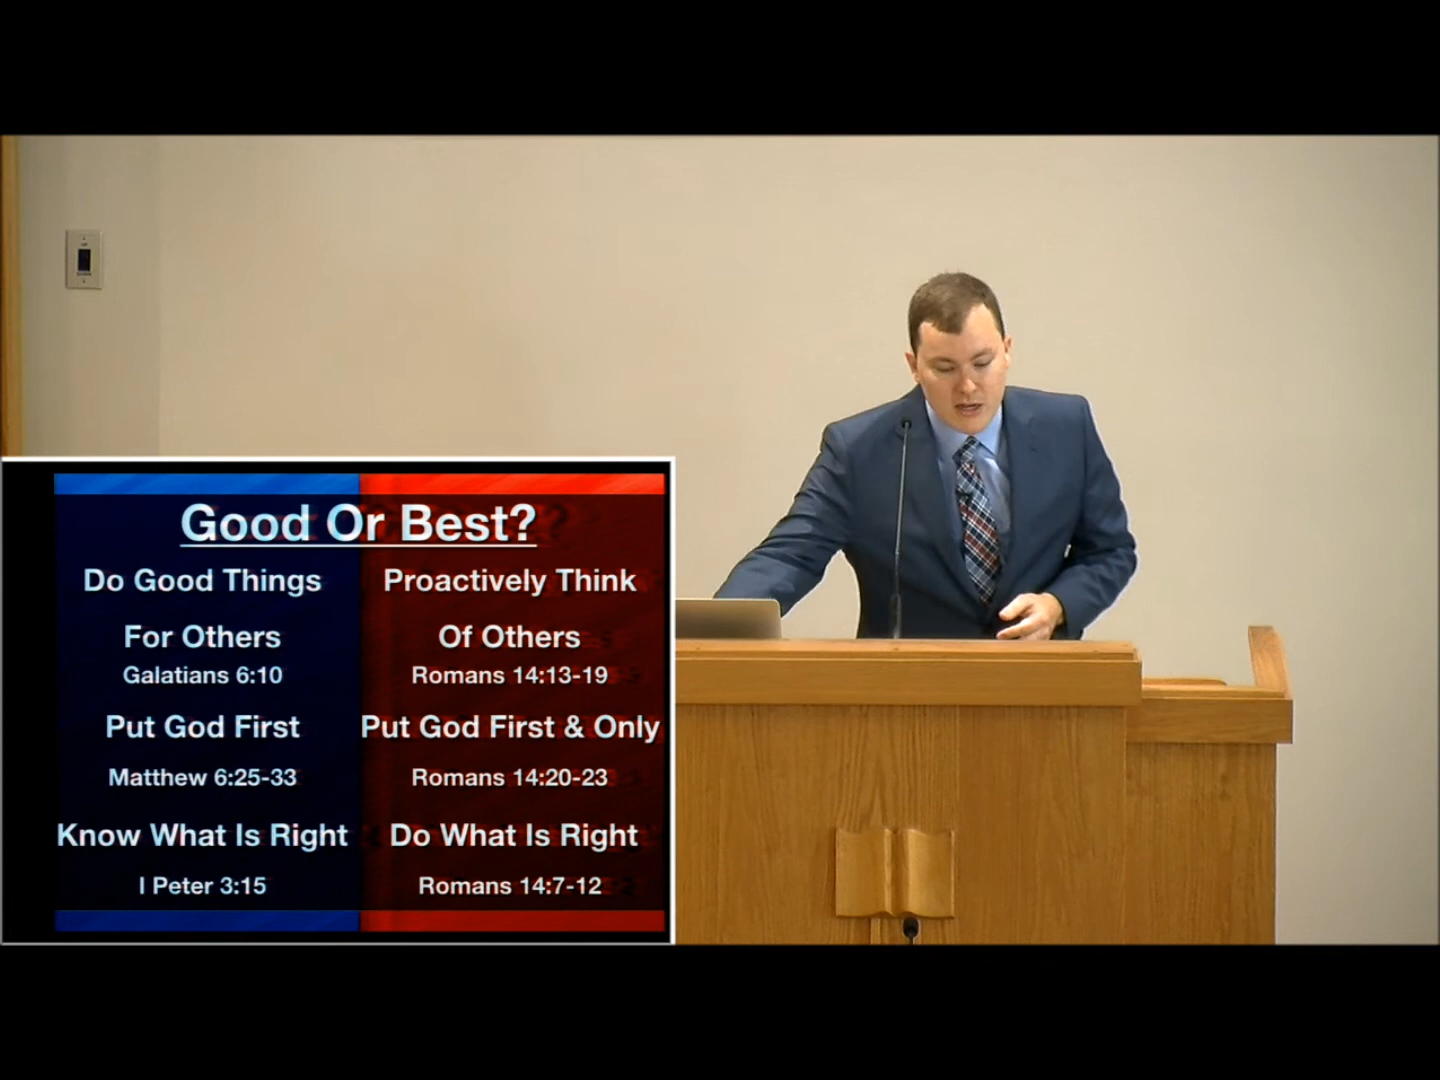 Good Or Best?
Do Good Things
For Others
Galatians 6:10
Put God First
Matthew 6:25-33
Know What Is Right
I Peter 3:15
Proactively Think
Of Others
Romans 14:13-19
Put God First & Only
Romans 14:20-23
Do What Is Right
Romans 14:7-12